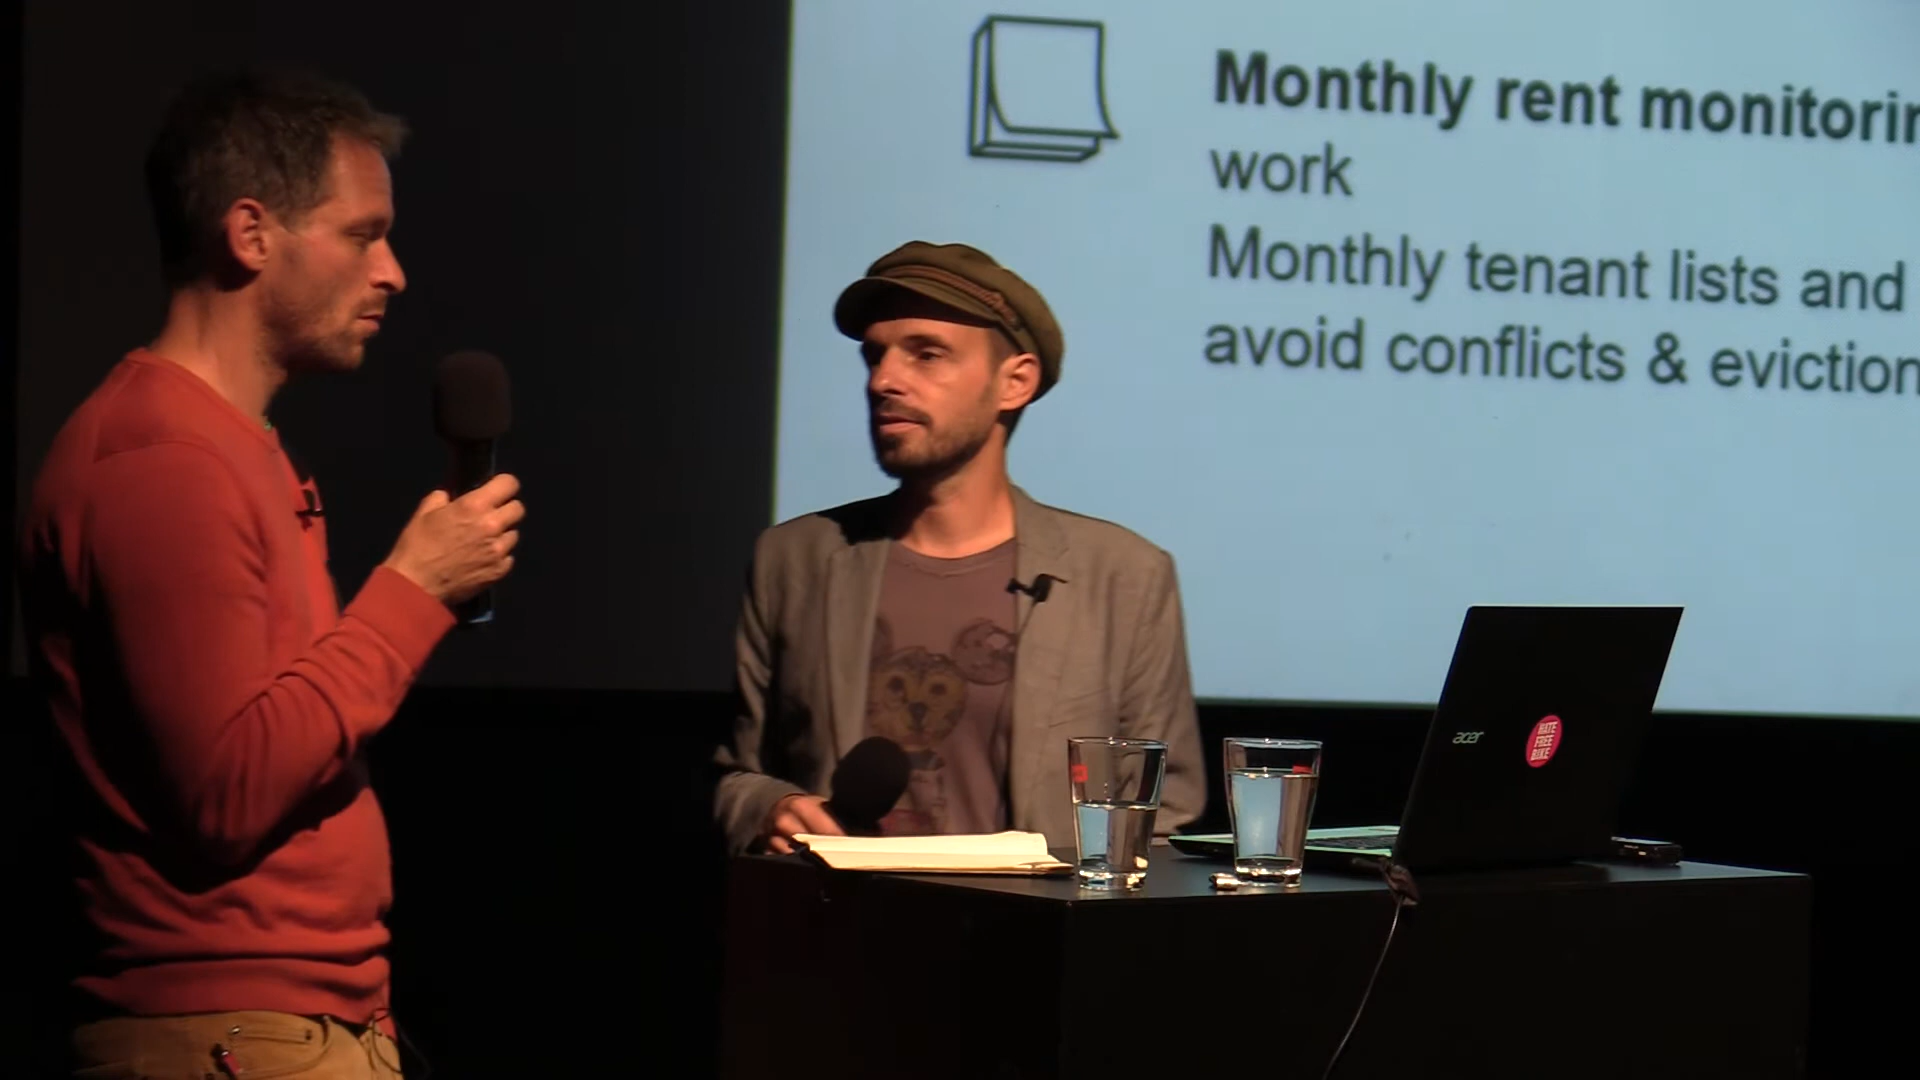 Monthly rent monitorin
work
Monthly tenant lists and
avoid conflicts & eviction
acer
HATE
FREE
BIKE